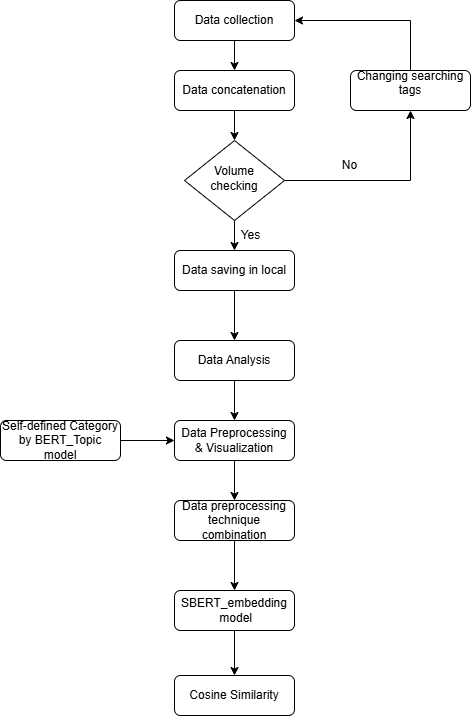 Data collection
Changing searching
tags
Data concatenation
Volume
checking
No
Yes
Data saving in local
Data Analysis
Self-defined Category
by BERT_Topic
model
Data Preprocessing
& Visualization
Data preprocessing
technique
combination
SBERT_embedding
model
Cosine Similarity